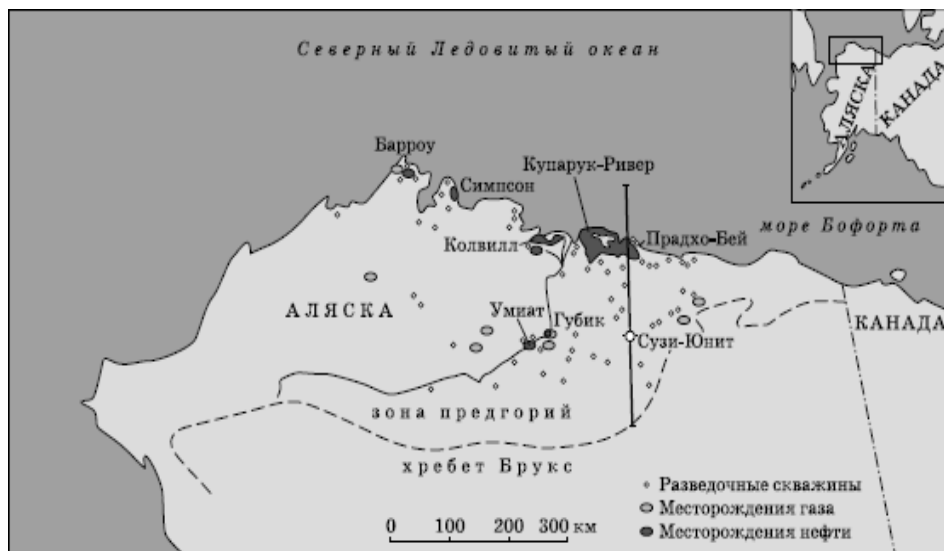 Северный Ледовитый океан
АЛЯСКА
КАНАДА
Барроу
Симпсон
Купарук-Ривер
море Бофорта
Колвилл
Прадхо-Бей
АЛЯСКА
Умиат
Губик
Сузи-Юнит
КАНАДА
зона предгорий
хребет Брукс
Разведочные скважины
Месторождения газа
Месторождения нефти
0 100 200 300 км